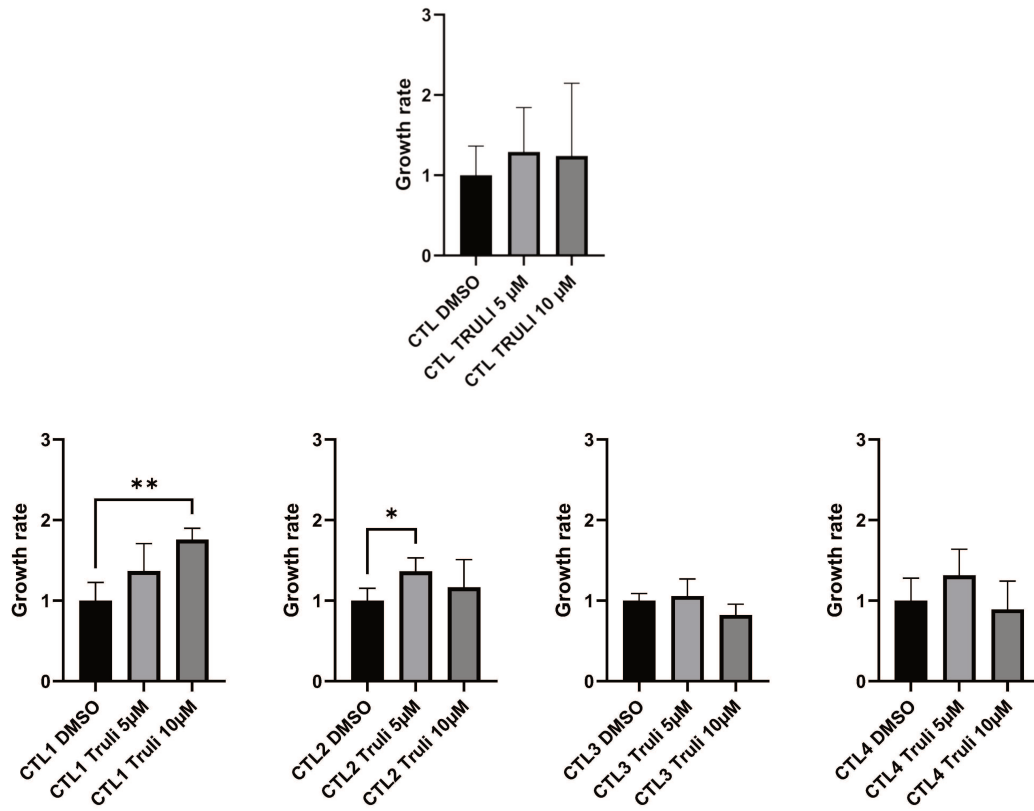 3
2
1
0
Growth rate
CTL DMSO
CTL TRULI 5 µM
CTL TRULI 10 µM
3
2
1
0
Growth rate
**
CTL1 DMSO
CTL1 Truli 5µM
CTL1 Truli 10µM
3
2
1
0
Growth rate
*
CTL2 DMSO
CTL2 Truli 5µM
CTL2 Truli 10µM
3
2
1
0
Growth rate
CTL3 DMSO
CTL3 Truli 5µM
CTL3 Truli 10µM
3
2
1
0
Growth rate
CTL4 DMSO
CTL4 Truli 5µM
CTL4 Truli 10µM